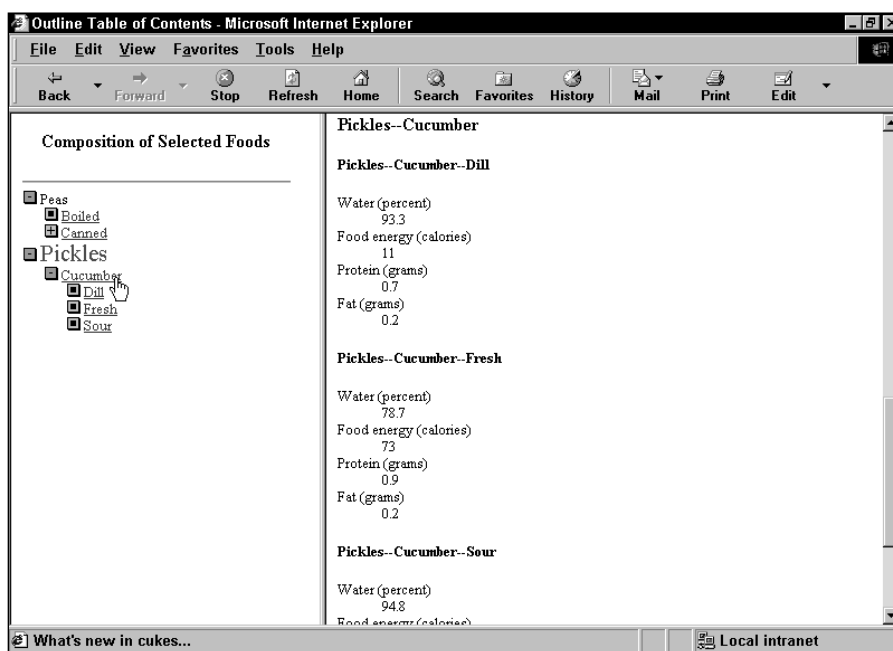 Outline Table of Contents - Microsoft Internet Explorer
File Edit View Favorites Tools Help
Back Forward Stop Refresh Home Search Favorites History Mail Print Edit
Composition of Selected Foods
Peas
Boiled
Canned
Pickles
Cucumber
Dill
Fresh
Sour
Pickles--Cucumber
Pickles--Cucumber--Dill
Water (percent)
93.3
Food energy (calories)
11
Protein (grams)
0.7
Fat (grams)
0.2
Pickles--Cucumber--Fresh
Water (percent)
78.7
Food energy (calories)
73
Protein (grams)
0.9
Fat (grams)
0.2
Pickles--Cucumber--Sour
Water (percent)
94.8
Food energy (calories)
What's new in cukes...
Local intranet